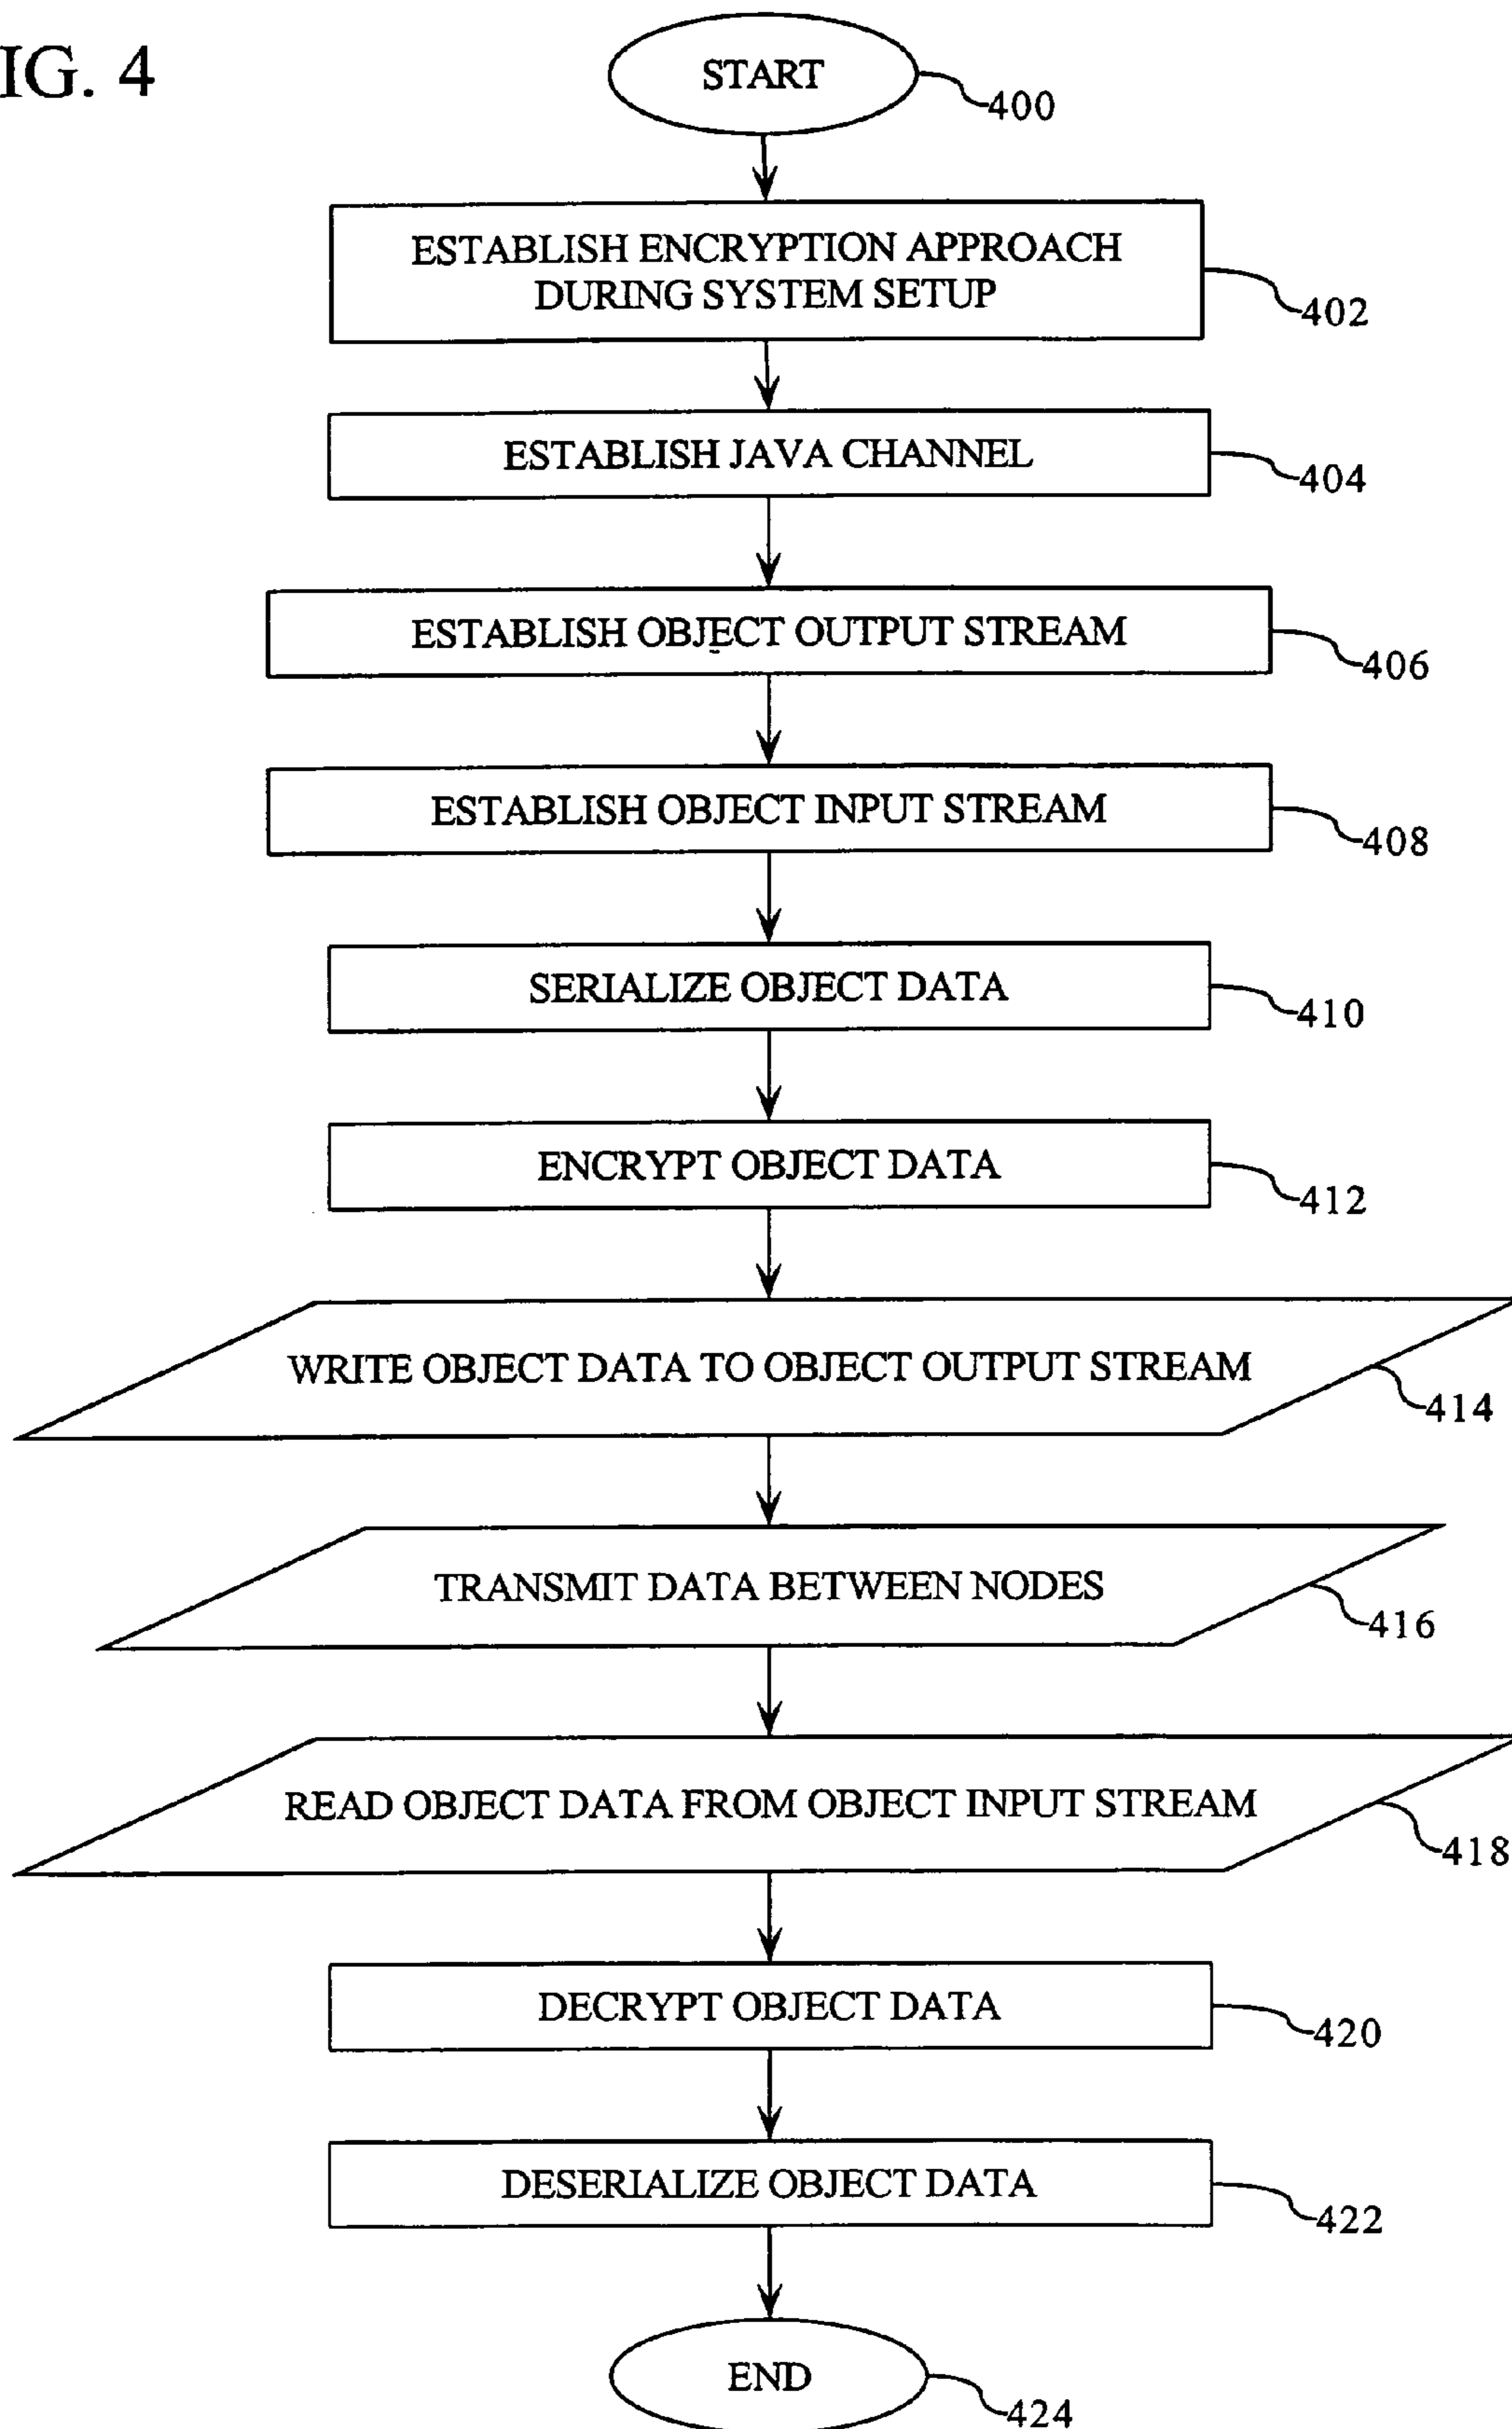 IG. 4
START
400
ESTABLISH ENCRYPTION APPROACH
DURING SYSTEM SETUP
402
ESTABLISH JAVA CHANNEL
404
ESTABLISH OBJECT OUTPUT STREAM
406
ESTABLISH OBJECT INPUT STREAM
408
SERIALIZE OBJECT DATA
410
ENCRYPT OBJECT DATA
412
WRITE OBJECT DATA TO OBJECT OUTPUT STREAM
414
TRANSMIT DATA BETWEEN NODES
416
READ OBJECT DATA FROM OBJECT INPUT STREAM
418
DECRYPT OBJECT DATA
420
DESERIALIZE OBJECT DATA
422
END
424